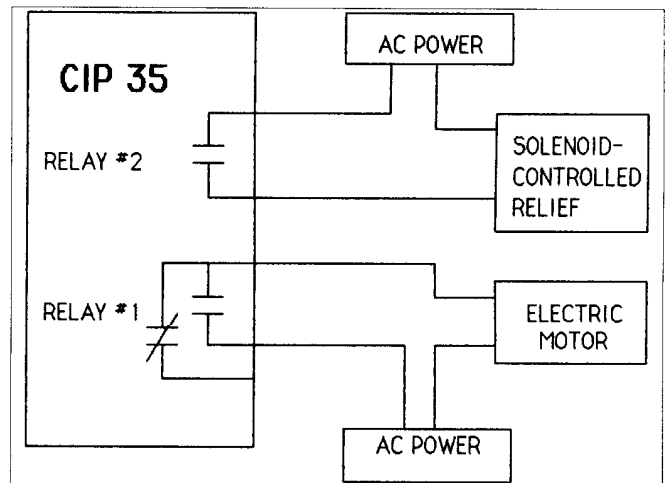 AC POWER
CIP 35
RELAY #2
SOLENOID-
CONTROLLED
RELIEF
RELAY #1
ELECTRIC
MOTOR
AC POWER